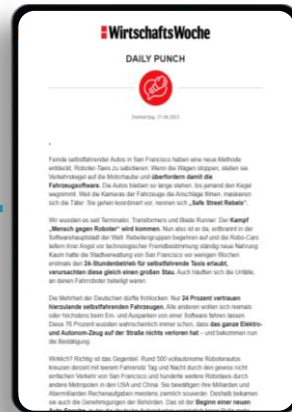 WirtschaftsWoche
DAILY PUNCH
Donnerstag, 31.08.2023
,
Feinde selbstfahrender Autos in San Francisco haben eine neue Methode
entdeckt, Roboter-Taxis zu sabotieren: Wenn die Wagen stoppen, stellen sie
Verkehrskegel auf die Motorhaube und überfordern damit die
Fahrzeugsoftware. Die Autos bleiben so lange stehen, bis jemand den Kegel
wegnimmt. Weil die Kameras der Fahrzeuge die Anschläge filmen, maskieren
sich die Täter. Sie gehen koordiniert vor, nennen sich „Safe Street Rebels“.
Wir wussten es seit Terminator, Transformers und Blade Runner: Der Kampf
„Mensch gegen Roboter“ wird kommen. Nun also ist er da, entbrannt in der
Softwarehauptstadt der Welt. Rebellengruppen begehren auf und die Robo-Cars
liefern ihrer Angst vor technologischer Fremdbestimmung ständig neue Nahrung.
Kaum hatte die Stadtverwaltung von San Francisco vor wenigen Wochen
erstmals den 24-Stundenbetrieb für selbstfahrende Taxis erlaubt,
verursachten diese gleich einen großen Stau. Auch häuften sich die Unfälle,
an denen Fahrroboter beteiligt waren.
Die Mehrheit der Deutschen dürfte frohlocken. Nur 24 Prozent vertrauen
hierzulande selbstfahrenden Fahrzeugen. Alle anderen wollen sich niemals
oder höchstens beim Ein- und Ausparken von einer Software fahren lassen.
Diese 76 Prozent wussten wahrscheinlich immer schon, dass das ganze Elektro-
und Autonom-Zeug auf der Straße nichts verloren hat – und bekommen nun
die Bestätigung.
Wirklich? Richtig ist das Gegenteil. Rund 500 vollautonome Robotertaxis
kreuzen derzeit mit leerem Fahrersitz Tag und Nacht durch den gewiss nicht
einfachen Verkehr von San Francisco und hunderte weitere Robotaxis durch
andere Metropolen in den USA und China. Sie bewältigen ihre Milliarden und
Abermilliarden Rechenaufgaben meistens ziemlich souverän. Deshalb bekamen
sie auch die Genehmigungen der Behörden. Das ist der Beginn einer neuen